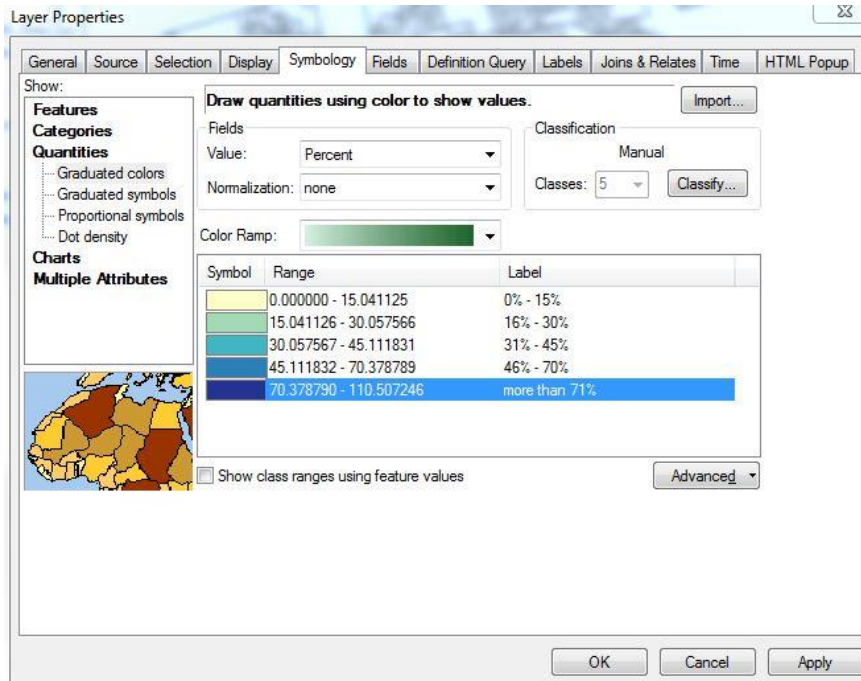 Layer Properties
General Source Selection Display Symbology Fields Definition Query Labels Joins & Relates Time HTML Popup
Show:
Features
Categories
Quantities
Graduated colors
Graduated symbols
Proportional symbols
Dot density
Charts
Multiple Attributes
Draw quantities using color to show values.
Import...
Fields
Value: Percent
Normalization: none
Classification
Manual
Classes: 5 Classify...
Color Ramp:
Symbol Range Label
0.000000 - 15.041125 0% - 15%
15.041126 - 30.057566 16% - 30%
30.057567 - 45.111831 31% - 45%
45.111832 - 70.378789 46% - 70%
70.378790 - 110.507246 more than 71%
Show class ranges using feature values
Advanced
OK Cancel Apply